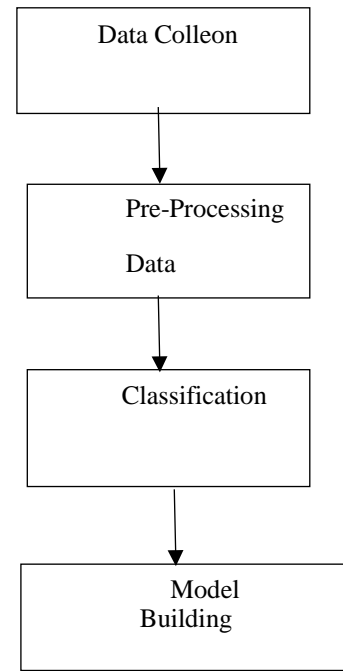 Data Colleon
Pre-Processing
Data
Classification
Model
Building